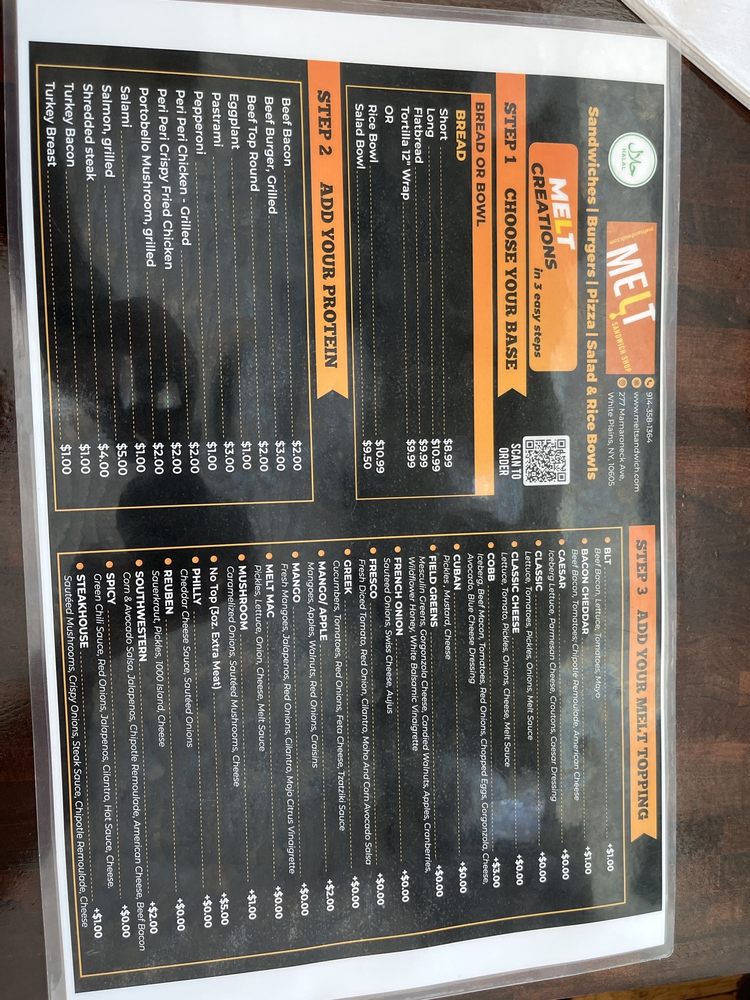 حلال
HALAL
MELT
SANDWICH SHOP
meltsandwich.com
914-358-1364
www.meltsandwich.com
277 Mamaroneck Ave,
White Plains, NY, 10605
Sandwiches | Burgers | Pizza | Salad & Rice Bowls
MELT
CREATIONS in 3 easy steps
SCAN TO
ORDER
STEP 1 CHOOSE YOUR BASE
BREAD OR BOWL
BREAD
Short $8.99
Long $10.99
Flatbread $9.99
Tortilla 12" Wrap $9.99
OR
Rice Bowl $10.99
Salad Bowl $9.50
STEP 2 ADD YOUR PROTEIN
Beef Bacon $2.00
Beef Burger, Grilled $3.00
Beef Top Round $2.00
Eggplant $1.00
Pastrami $3.00
Pepperoni $1.00
Peri Peri Chicken - Grilled $2.00
Peri Peri Crispy Fried Chicken $2.00
Portobello Mushroom, grilled $2.00
Salami $1.00
Salmon, grilled $5.00
Shredded steak $4.00
Turkey Bacon $1.00
Turkey Breast $1.00
STEP 3 ADD YOUR MELT TOPPING
• BLT +$1.00
Beef Bacon, Lettuce, Tomatoes, Mayo
• BACON CHEDDAR +$1.00
Beef Bacon, Tomatoes, Chipotle Remoulade, American Cheese
• CAESAR +$0.00
Iceberg Lettuce, Parmesan Cheese, Croutons, Caesar Dressing
• CLASSIC +$0.00
Lettuce, Tomatoes, Pickles, Onions, Melt Sauce
• CLASSIC CHEESE +$0.00
Lettuce, Tomato, Pickles, Onions, Cheese, Melt Sauce
• COBB +$3.00
Iceberg, Beef Macon, Tomatoes, Red Onions, Chopped Eggs, Gorgonzola, Cheese,
Avocado, Blue Cheese Dressing
• CUBAN +$0.00
Pickles, Mustard, Cheese
• FIELD GREENS +$0.00
Mesculin Greens, Gorgonzola Cheese, Candied Walnuts, Apples, Cranberries,
Wildflower Honey, White Balsamic Vinaigrette
• FRENCH ONION +$0.00
Sauteed Onions, Swiss Cheese, Aujus
• FRESCO +$0.00
Fresh Dried Tomato, Red Onion, Cilantro, Moho And Corn Avocado Salsa
• GREEK +$0.00
Cucumbers, Tomatoes, Red Onions, Feta Cheese, Tzatziki Sauce
• MANGO/ APPLE +$2.00
Mangoes, Apples, Walnuts, Red Onions, Craisins
• MANGO +$0.00
Fresh Mangoes, Jalapenos, Red Onions, Cilantro, Mojo Citrus Vinaigrette
• MELT MAC +$0.00
Pickles, Lettuce, Onion, Cheese, Melt Sauce
• MUSHROOM +$1.00
Caramelized Onions, Sautéed Mushrooms, Cheese
• No Top (3oz. Extra Meat) +$5.00
• PHILLY +$0.00
Cheddar Cheese Sauce, Sautéed Onions
• REUBEN +$0.00
Sauerkraut, Pickles, 1000 Island, Cheese
• SOUTHWESTERN +$2.00
Corn & Avocado Salsa, Jalapenos, Chipotle Remoulade, American Cheese, Beef Bacon
• SPICY +$0.00
Green Chili Sauce, Red Onions, Jalapenos, Cilantro, Hot Sauce, Cheese.
• STEAKHOUSE +$1.00
Sautéed Mushrooms, Crispy Onions, Steak Sauce, Chipotle Remoulade, Cheese